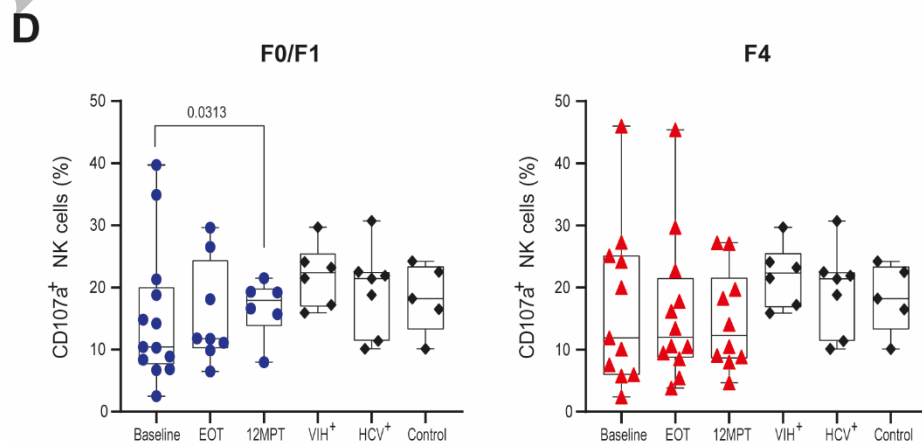 D
F0/F1
F4
CD107a⁺ NK cells (%)
50
40
30
20
10
0
0.0313
Baseline EOT 12MPT VIH⁺ HCV⁺ Control
CD107a⁺ NK cells (%)
50
40
30
20
10
0
Baseline EOT 12MPT VIH⁺ HCV⁺ Control